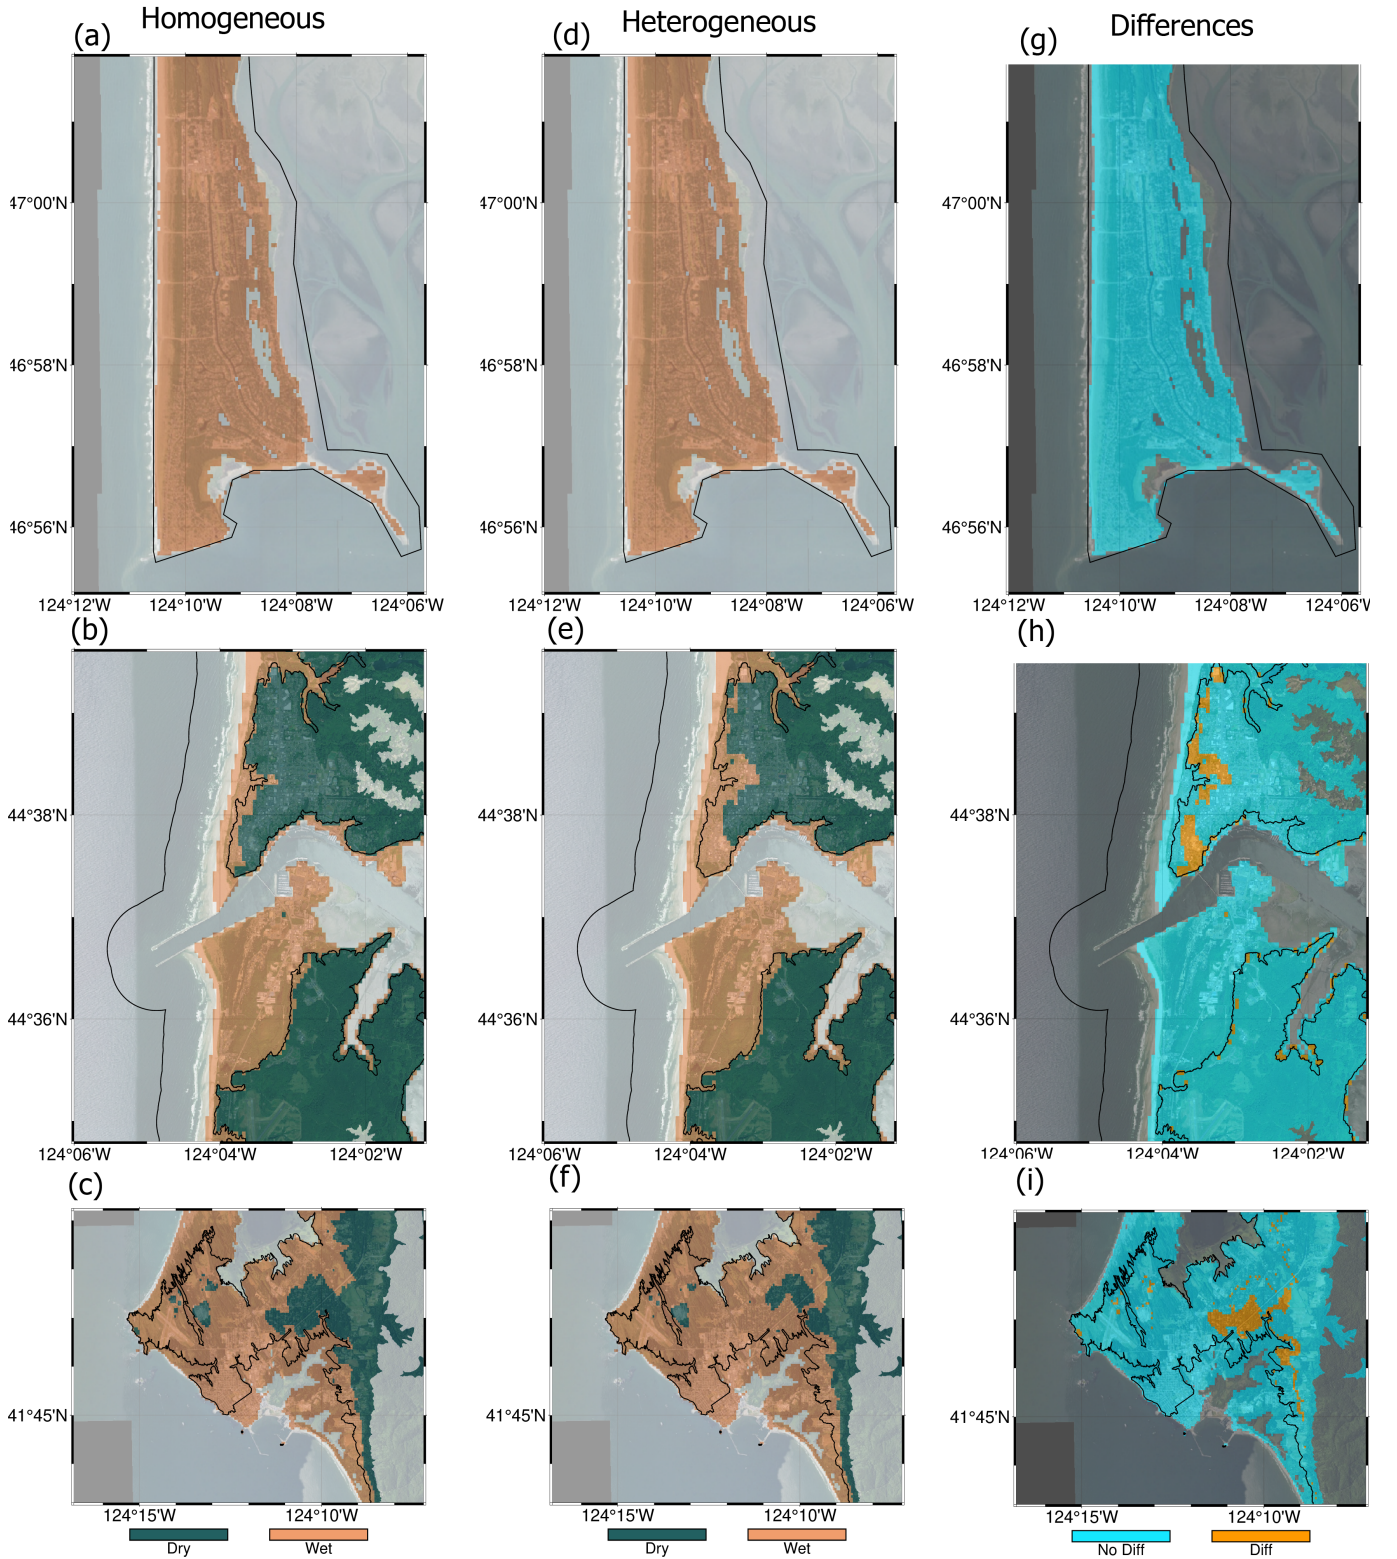 Homogeneous
Heterogeneous
Differences
(a)
(d)
(g)
47°00'N
47°00'N
47°00'N
46°58'N
46°58'N
46°58'N
46°56'N
46°56'N
46°56'N
124°12'W 124°10'W 124°08'W 124°06'W
124°12'W 124°10'W 124°08'W 124°06'W
124°12'W 124°10'W 124°08'W 124°06'W
(b)
(e)
(h)
44°38'N
44°38'N
44°38'N
44°36'N
44°36'N
44°36'N
124°06'W 124°04'W 124°02'W
124°06'W 124°04'W 124°02'W
124°06'W 124°04'W 124°02'W
(c)
(f)
(i)
41°45'N
41°45'N
41°45'N
124°15'W 124°10'W
124°15'W 124°10'W
124°15'W 124°10'W
Dry Wet
Dry Wet
No Diff Diff